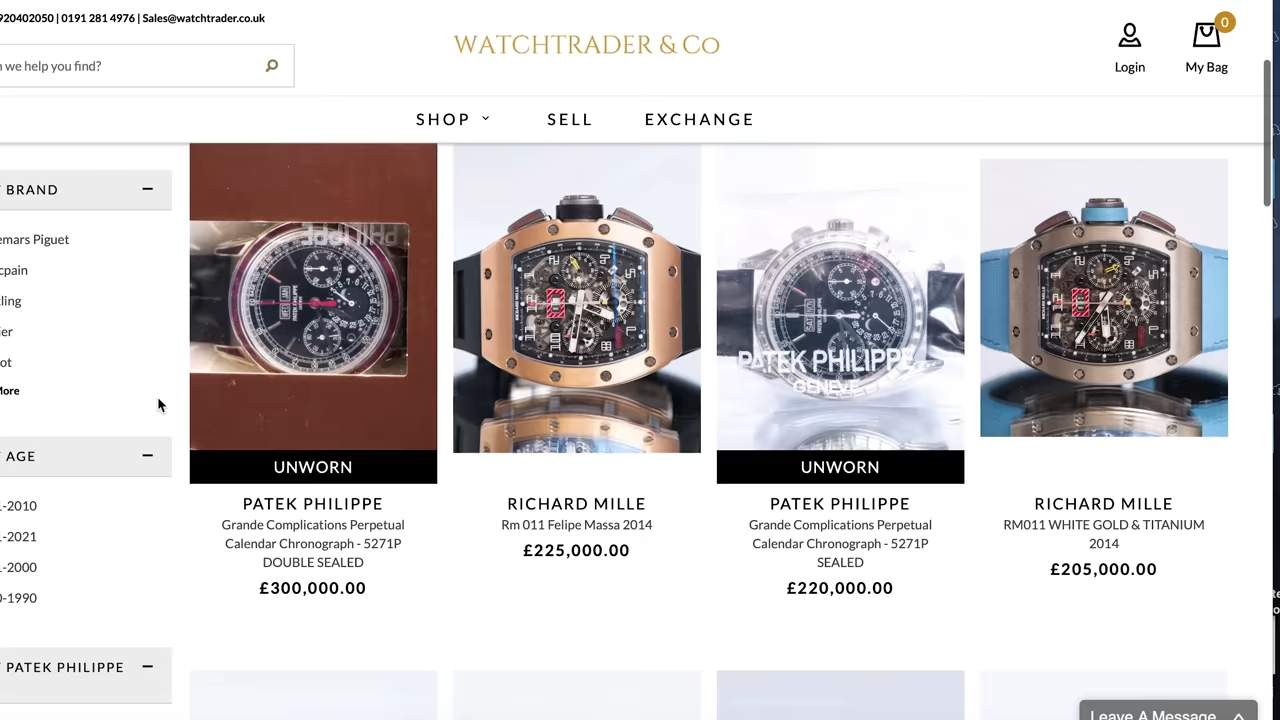 920402050 | 0191 281 4976 | Sales@watchtrader.co.uk
n we help you find?
WATCHTRADER & Co
0
Login
My Bag
SHOP
SELL
EXCHANGE
BRAND
emars Piguet
cpain
tling
ier
ot
More
AGE
-2010
-2021
-2000
0-1990
PATEK PHILIPPE
PATEK PHILIPPE
GENEVE
UNWORN
UNWORN
PATEK PHILIPPE
Grande Complications Perpetual
Calendar Chronograph - 5271P
DOUBLE SEALED
£300,000.00
RICHARD MILLE
Rm 011 Felipe Massa 2014
£225,000.00
PATEK PHILIPPE
Grande Complications Perpetual
Calendar Chronograph - 5271P
SEALED
£220,000.00
RICHARD MILLE
RM011 WHITE GOLD & TITANIUM
2014
£205,000.00
Leave A Message